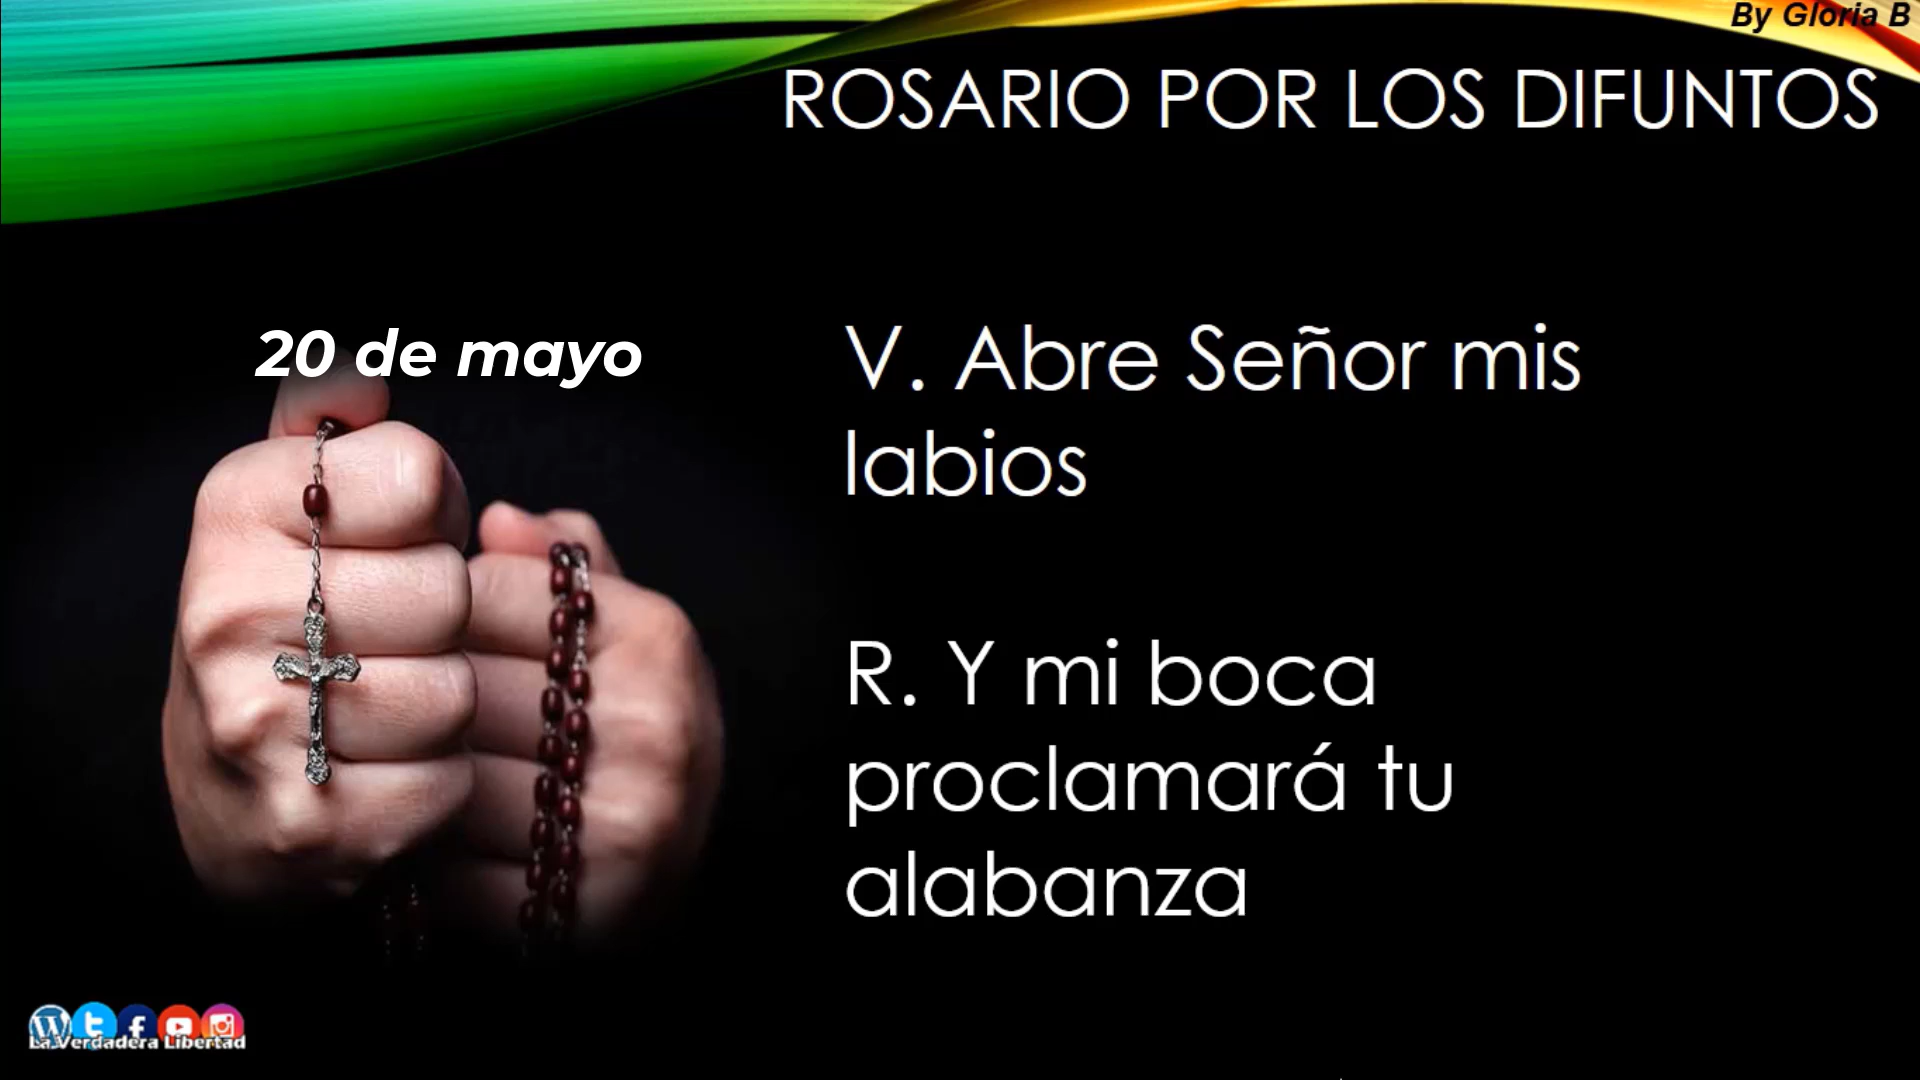 By Gloria B
ROSARIO POR LOS DIFUNTOS
20 de mayo
V. Abre Señor mis
labios
R. Y mi boca
proclamará tu
alabanza
La Verdadera Libertad